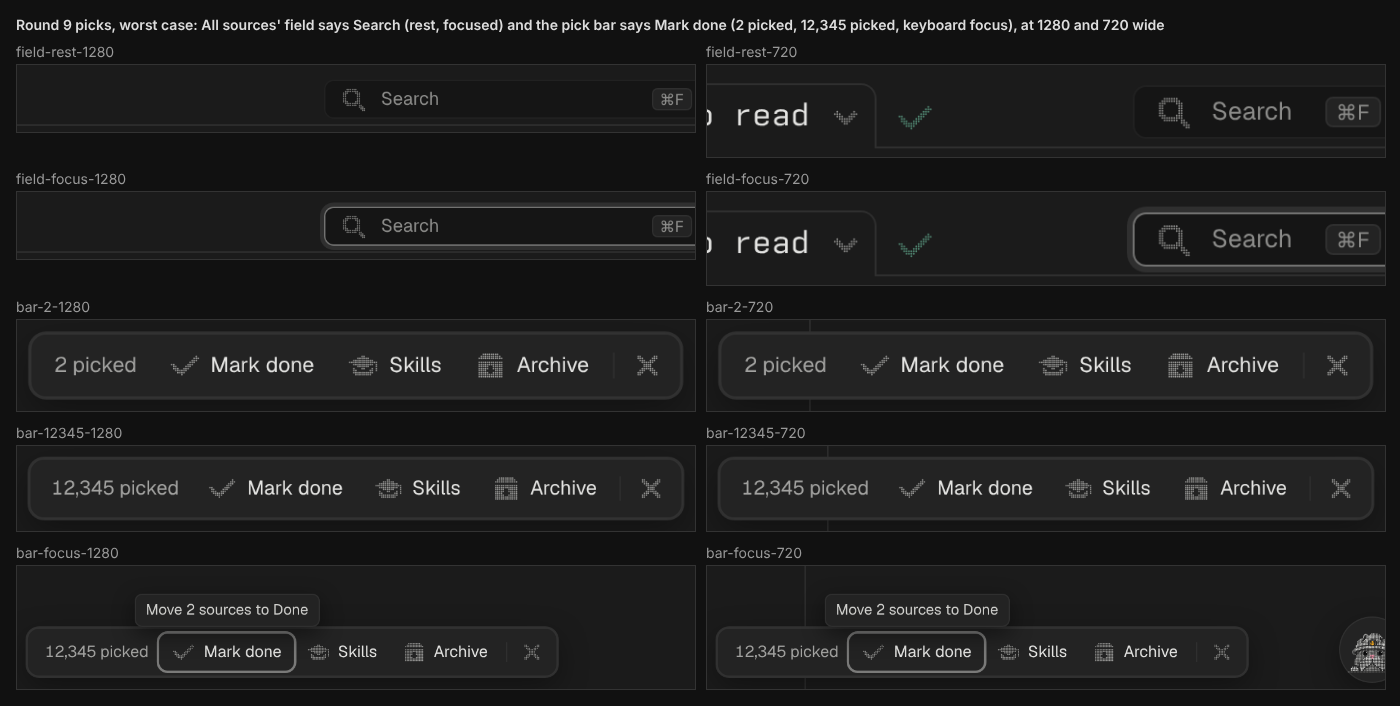 Round 9 picks, worst case: All sources' field says Search (rest, focused) and the pick bar says Mark done (2 picked, 12,345 picked, keyboard focus), at 1280 and 720 wide
field-rest-1280
Search ⌘F
field-rest-720
o read Search ⌘F
field-focus-1280
Search ⌘F
field-focus-720
o read Search ⌘F
bar-2-1280
2 picked Mark done Skills Archive
bar-2-720
2 picked Mark done Skills Archive
bar-12345-1280
12,345 picked Mark done Skills Archive
bar-12345-720
12,345 picked Mark done Skills Archive
bar-focus-1280
Move 2 sources to Done
12,345 picked Mark done Skills Archive
bar-focus-720
Move 2 sources to Done
12,345 picked Mark done Skills Archive